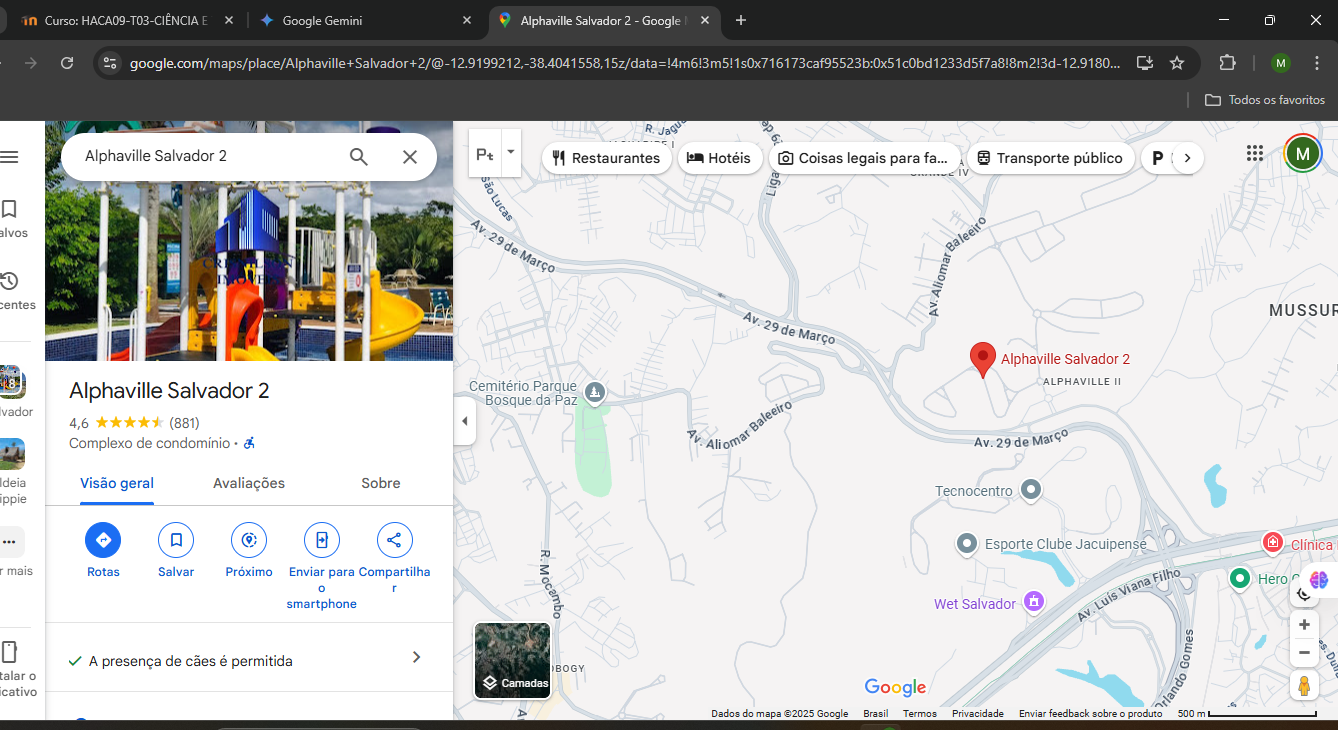 Curso: HACA09-T03-CIÊNCIA E
Google Gemini
Alphaville Salvador 2 - Google
google.com/maps/place/Alphaville+Salvador+2/@-12.9199212,-38.4041558,15z/data=!4m6!3m5!1s0x716173caf95523b:0x51c0bd1233d5f7a8!8m2!3d-12.9180...
M
Todos os favoritos
alvos
centes
lvador
ldeia
ippie
r mais
talar o
icativo
Alphaville Salvador 2
Alphaville Salvador 2
4,6 (881)
Complexo de condomínio ·
Visão geral
Avaliações
Sobre
Rotas
Salvar
Próximo
Enviar para
o
smartphone
Compartilha
r
A presença de cães é permitida
Restaurantes
Hotéis
Coisas legais para fa...
Transporte público
P
M
R. Jagu
São Lucas
Liga
Av. 29 de Março
Av. Aliomar Baleeiro
Av. 29 de Março
MUSSUR
Alphaville Salvador 2
ALPHAVILLE II
Cemitério Parque
Bosque da Paz
Av. Aliomar Baleeiro
Av. 29 de Março
Tecnocentro
Esporte Clube Jacuipense
Clínica
Hero
Av. Luís Viana Filho
Wet Salvador
R. Mocambo
OBOGY
Orlando Gomes
Camadas
Google
Dados do mapa ©2025 Google
Brasil
Termos
Privacidade
Enviar feedback sobre o produto
500 m